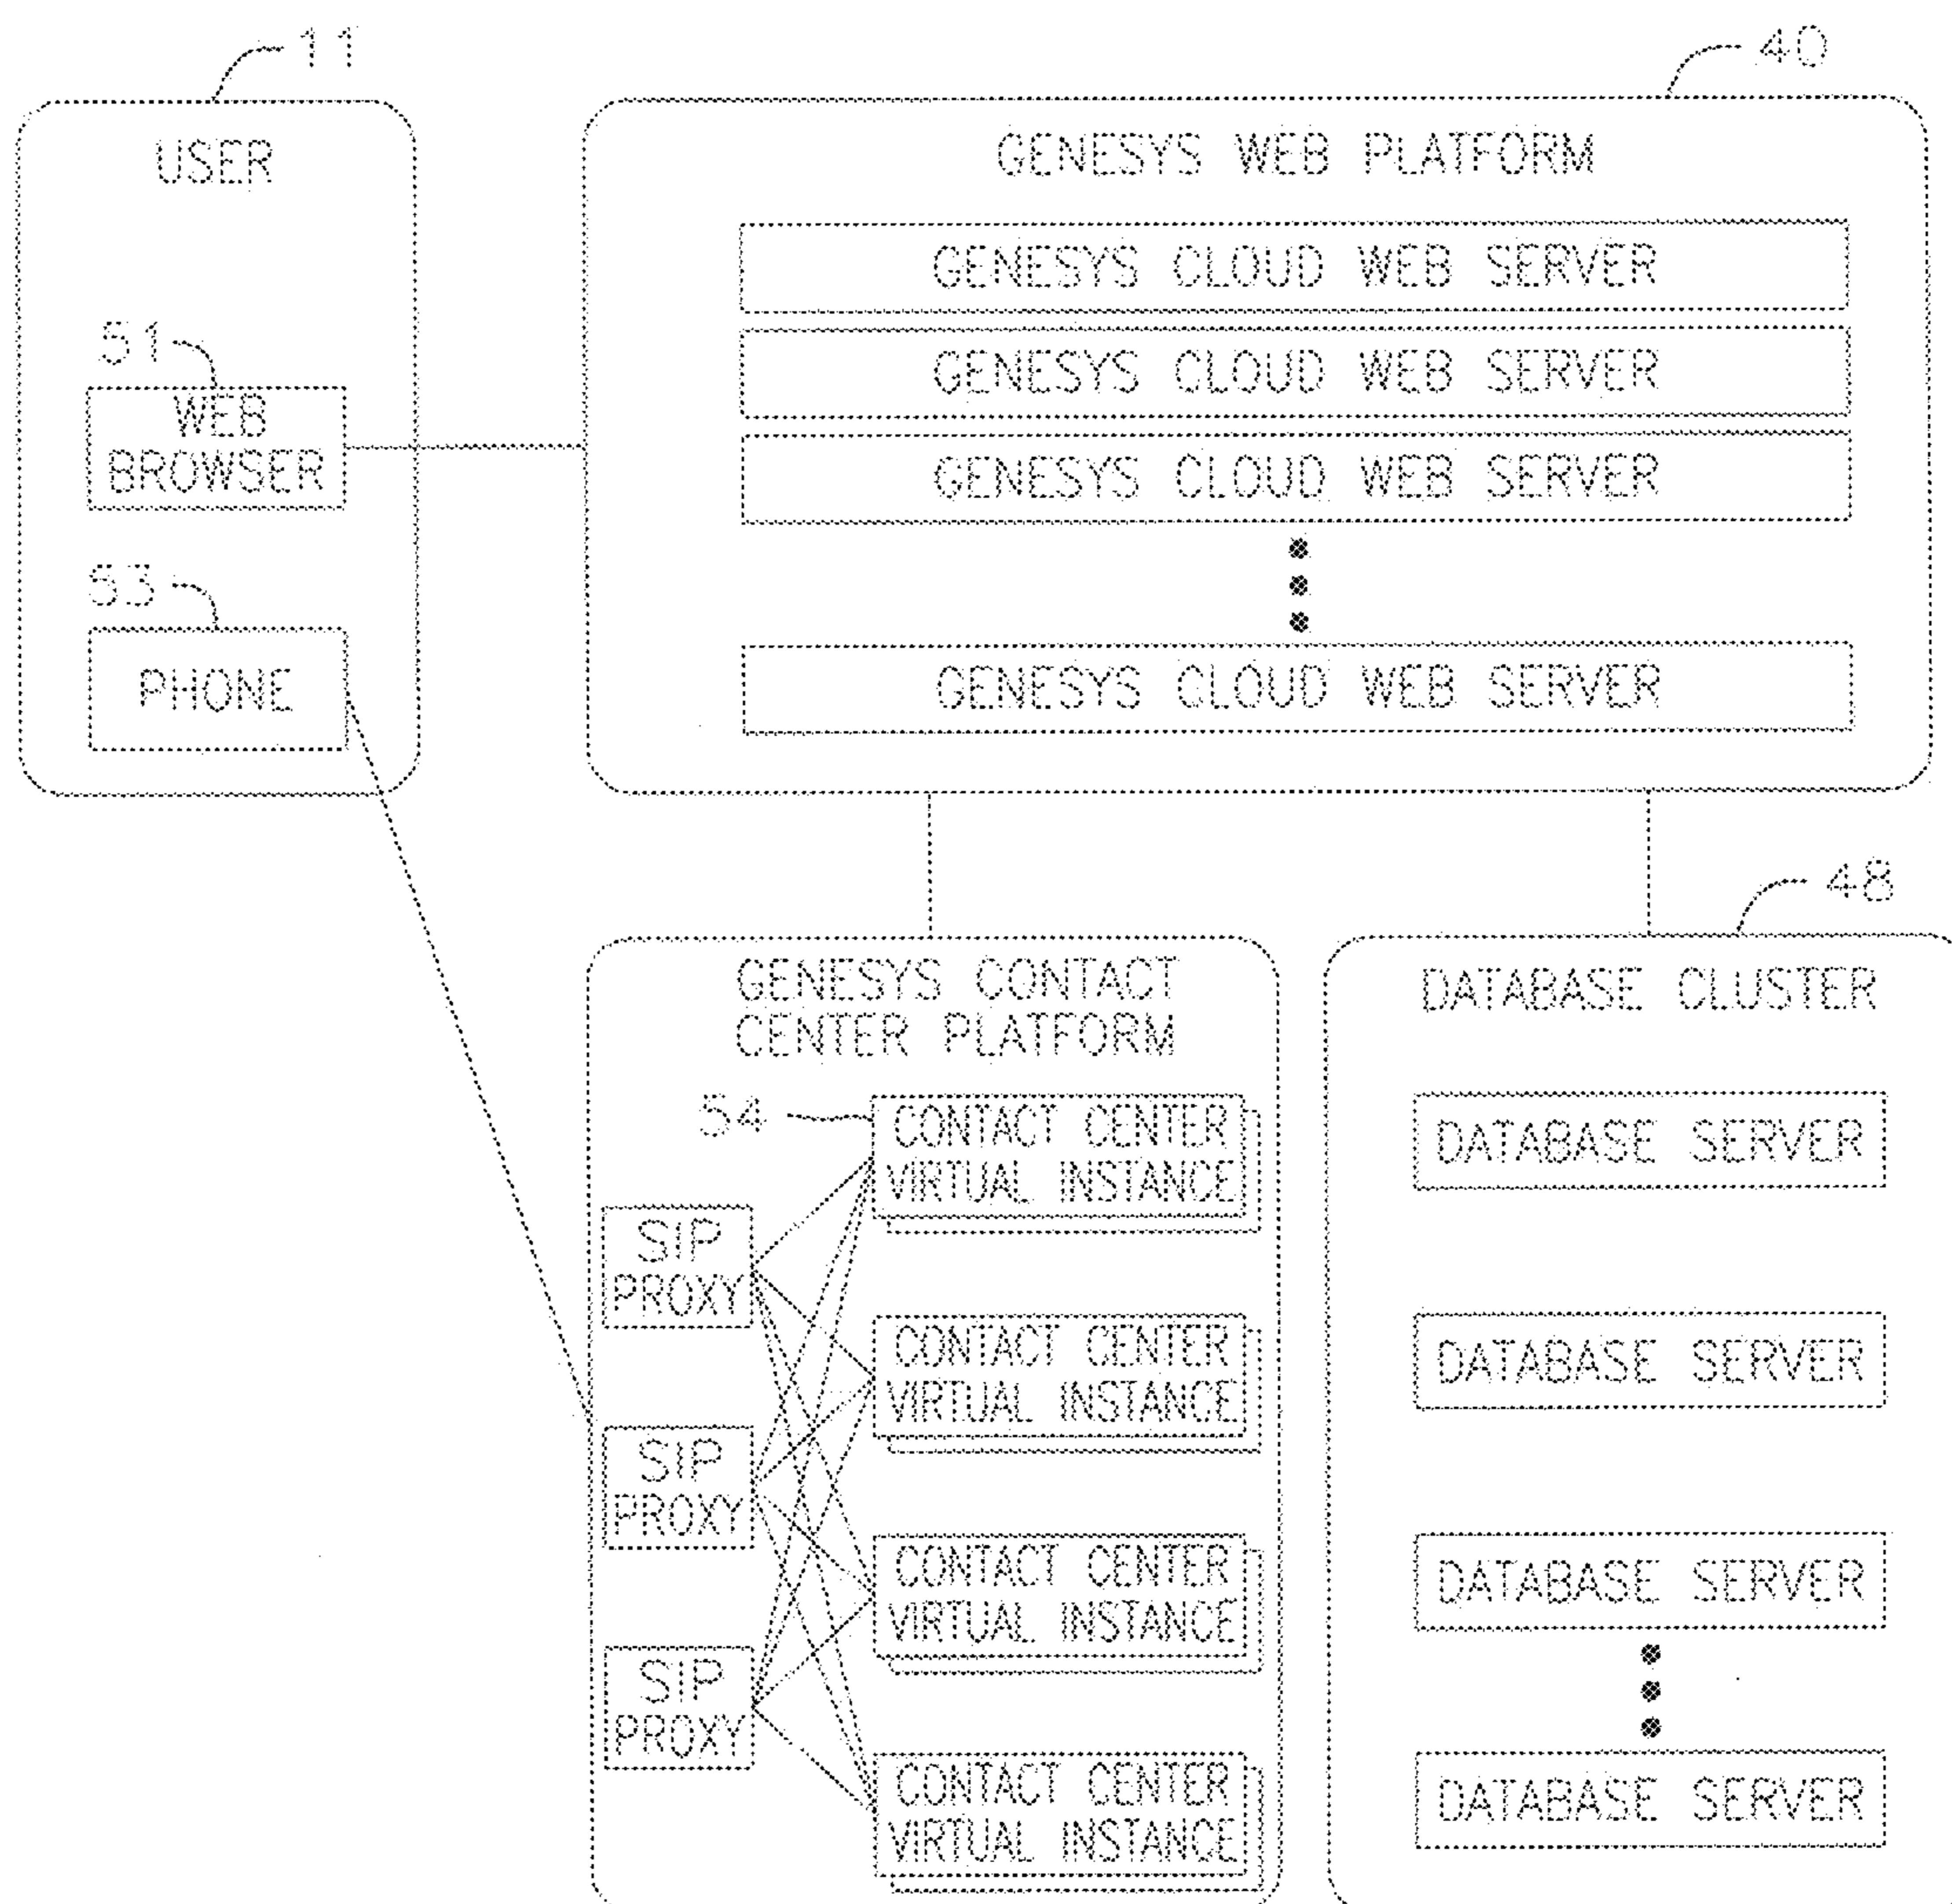 11
USER
51
WEB
BROWSER
53
PHONE
40
GENESYS WEB PLATFORM
GENESYS CLOUD WEB SERVER
GENESYS CLOUD WEB SERVER
GENESYS CLOUD WEB SERVER
GENESYS CLOUD WEB SERVER
GENESYS CONTACT
CENTER PLATFORM
54
CONTACT CENTER
VIRTUAL INSTANCE
SIP
PROXY
CONTACT CENTER
VIRTUAL INSTANCE
SIP
PROXY
CONTACT CENTER
VIRTUAL INSTANCE
SIP
PROXY
CONTACT CENTER
VIRTUAL INSTANCE
48
DATABASE CLUSTER
DATABASE SERVER
DATABASE SERVER
DATABASE SERVER
DATABASE SERVER